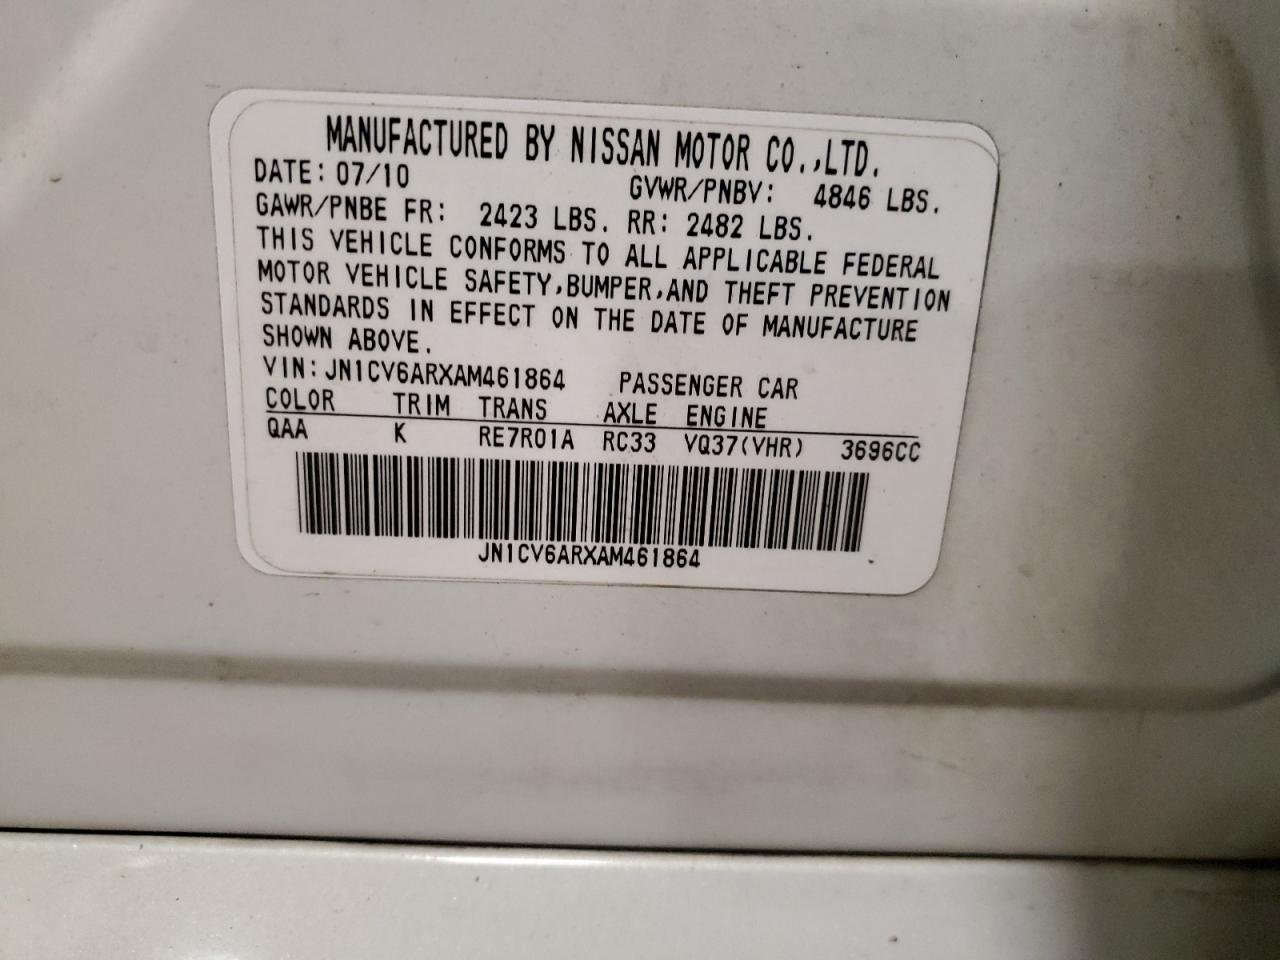 MANUFACTURED BY NISSAN MOTOR CO.,LTD.
DATE: 07/10 GVWR/PNBV: 4846 LBS.
GAWR/PNBE FR: 2423 LBS. RR: 2482 LBS.
THIS VEHICLE CONFORMS TO ALL APPLICABLE FEDERAL
MOTOR VEHICLE SAFETY,BUMPER,AND THEFT PREVENTION
STANDARDS IN EFFECT ON THE DATE OF MANUFACTURE
SHOWN ABOVE.
VIN:JN1CV6ARXAM461864 PASSENGER CAR
COLOR TRIM TRANS AXLE ENGINE
QAA K RE7R01A RC33 VQ37(VHR) 3696CC
JN1CV6ARXAM461864